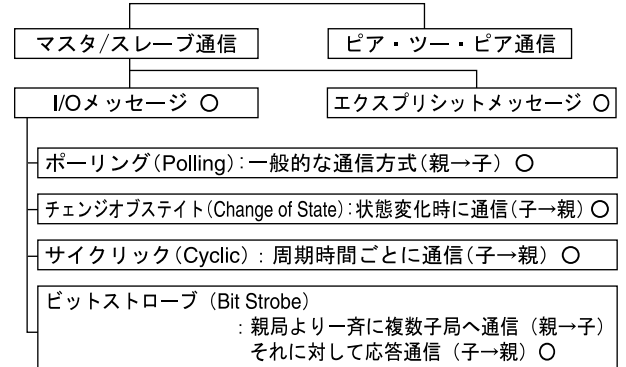 マスタ/スレーブ通信
ピア・ツー・ピア通信
I/Oメッセージ ○
エクスプリシットメッセージ ○
ポーリング(Polling):一般的な通信方式(親→子) ○
チェンジオブステイト(Change of State):状態変化時に通信(子→親) ○
サイクリック(Cyclic):周期時間ごとに通信(子→親) ○
ビットストローブ (Bit Strobe)
:親局より一斉に複数子局へ通信(親→子)
それに対して応答通信(子→親) ○